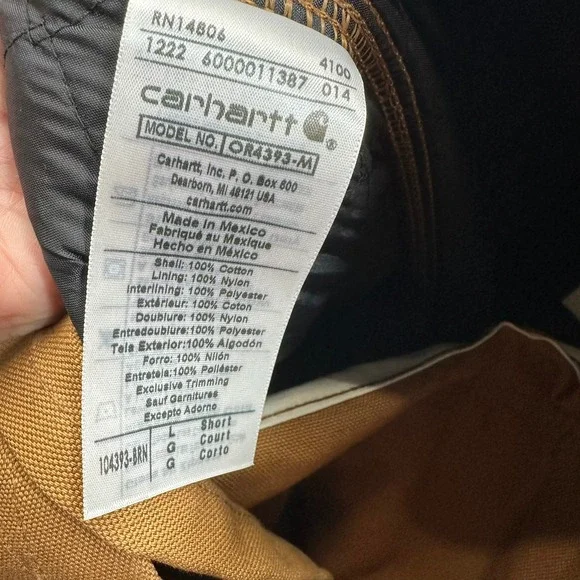 RN14806
4100
1222 6000011387 014
carhartt
MODEL NO. OR4393-M
Carhartt, Inc. P. O. Box 600
Dearborn, MI 48121 USA
carhartt.com
Made in Mexico
Fabriqué au Mexique
Hecho en México
Shell: 100% Cotton
Lining: 100% Nylon
Interlining: 100% Polyester
Extérieur: 100% Coton
Doublure: 100% Nylon
Entredoublure:100% Polyester
Tela Exterior:100% Algodón
Forro: 100% Nilón
Entretela: 100% Poliéster
Exclusive Trimming
Sauf Garnitures
Excepto Adorno
104393-BRN
L Short
G Court
G Corto